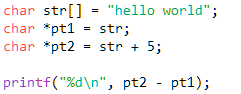 char str[] = "hello world";
char *pt1 = str;
char *pt2 = str + 5;
printf("%d\n", pt2 - pt1);